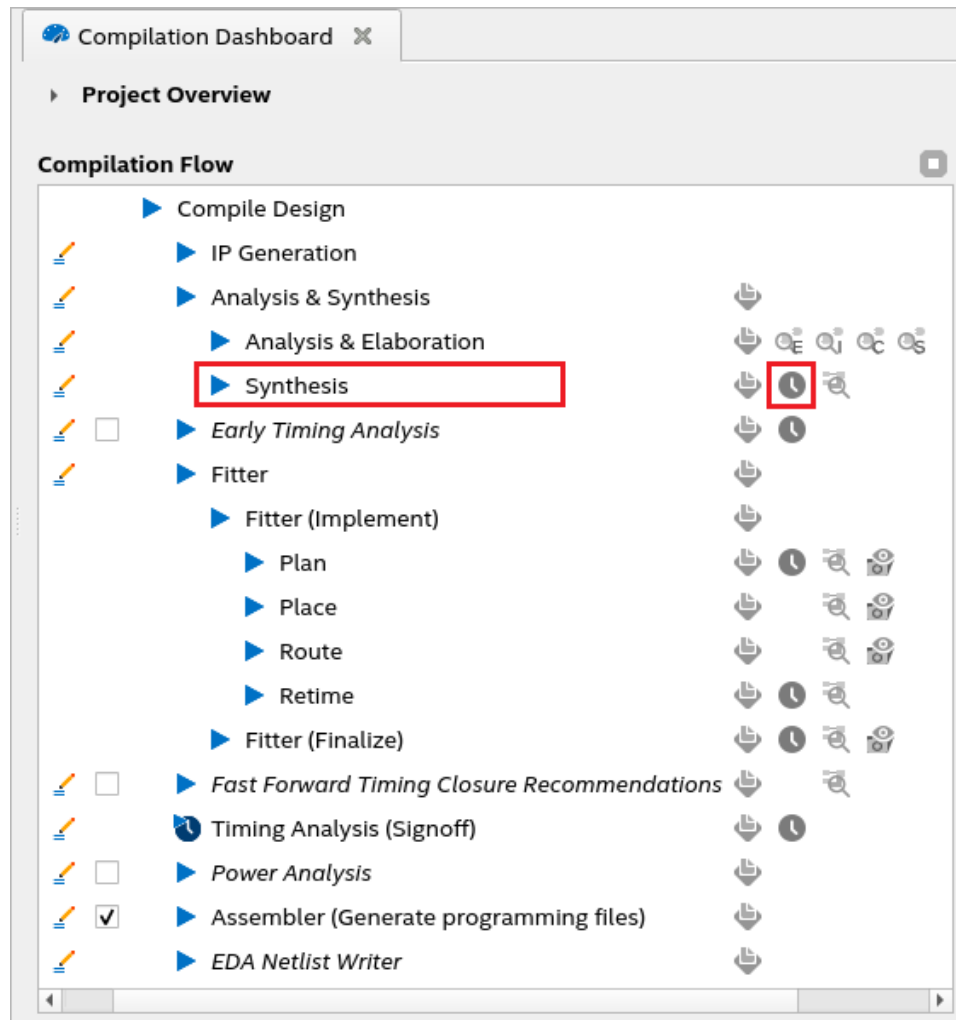 Compilation Dashboard
Project Overview
Compilation Flow
Compile Design
IP Generation
Analysis & Synthesis
Analysis & Elaboration E I C S
Synthesis
Early Timing Analysis
Fitter
Fitter (Implement)
Plan
Place
Route
Retime
Fitter (Finalize)
Fast Forward Timing Closure Recommendations
Timing Analysis (Signoff)
Power Analysis
Assembler (Generate programming files)
EDA Netlist Writer